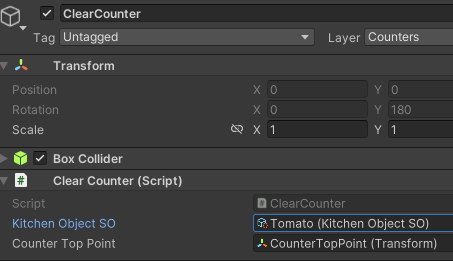 ClearCounter
Tag Untagged Layer Counters
Transform
Position X 0 Y 0
Rotation X 0 Y 180
Scale X 1 Y 1
Box Collider
# Clear Counter (Script)
Script # ClearCounter
Kitchen Object SO Tomato (Kitchen Object SO)
Counter Top Point CounterTopPoint (Transform)